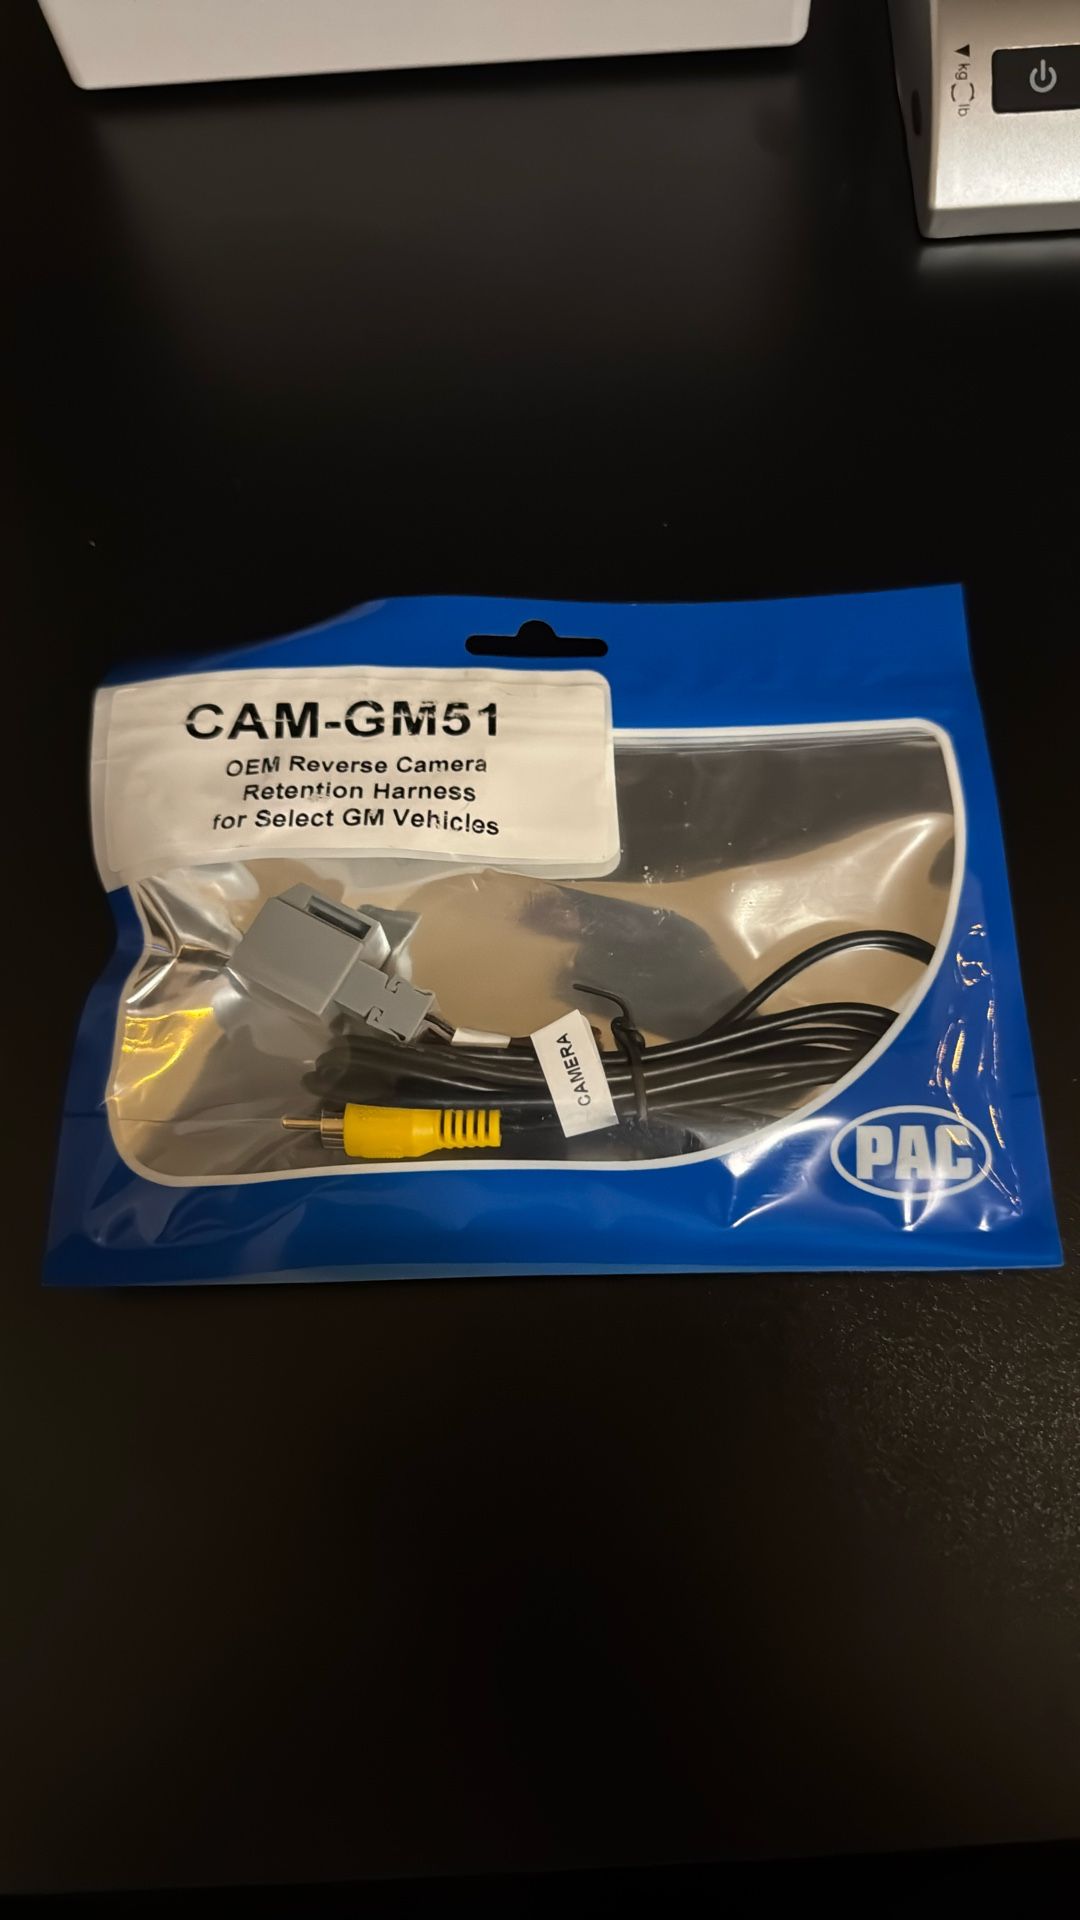 kg lb
CAM-GM51
OEM Reverse Camera
Retention Harness
for Select GM Vehicles
CAMERA
PAC